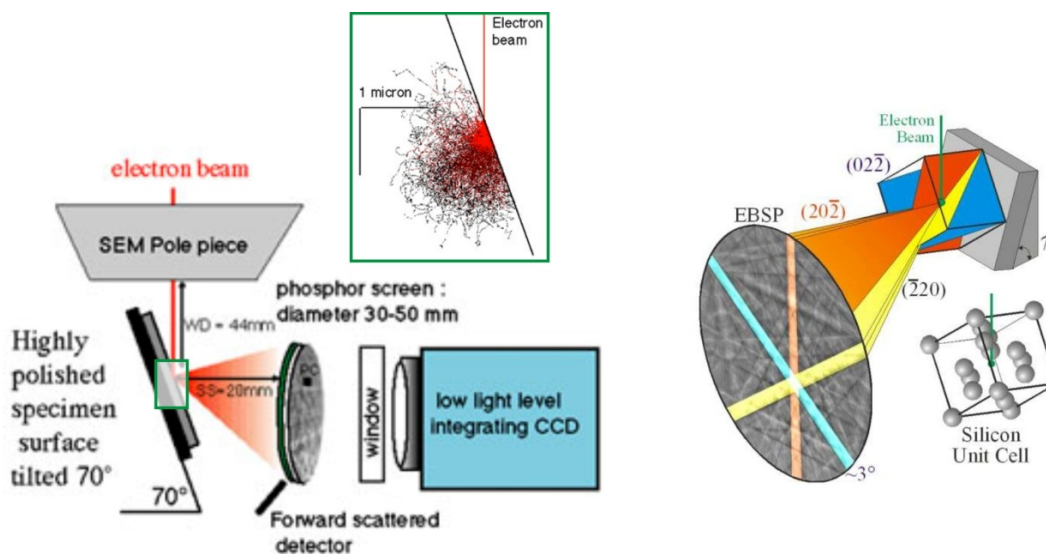 Electron
beam
1 micron
electron beam
SEM Pole piece
WD = 44mm
phosphor screen :
diameter 30-50 mm
Highly
polished
specimen
surface
tilted 70°
SS=20mm
PC
window
low light level
integrating CCD
70°
Forward scattered
detector
Electron
Beam
(022̅)
(202̅)
EBSP
(2̅20)
~3°
Silicon
Unit Cell